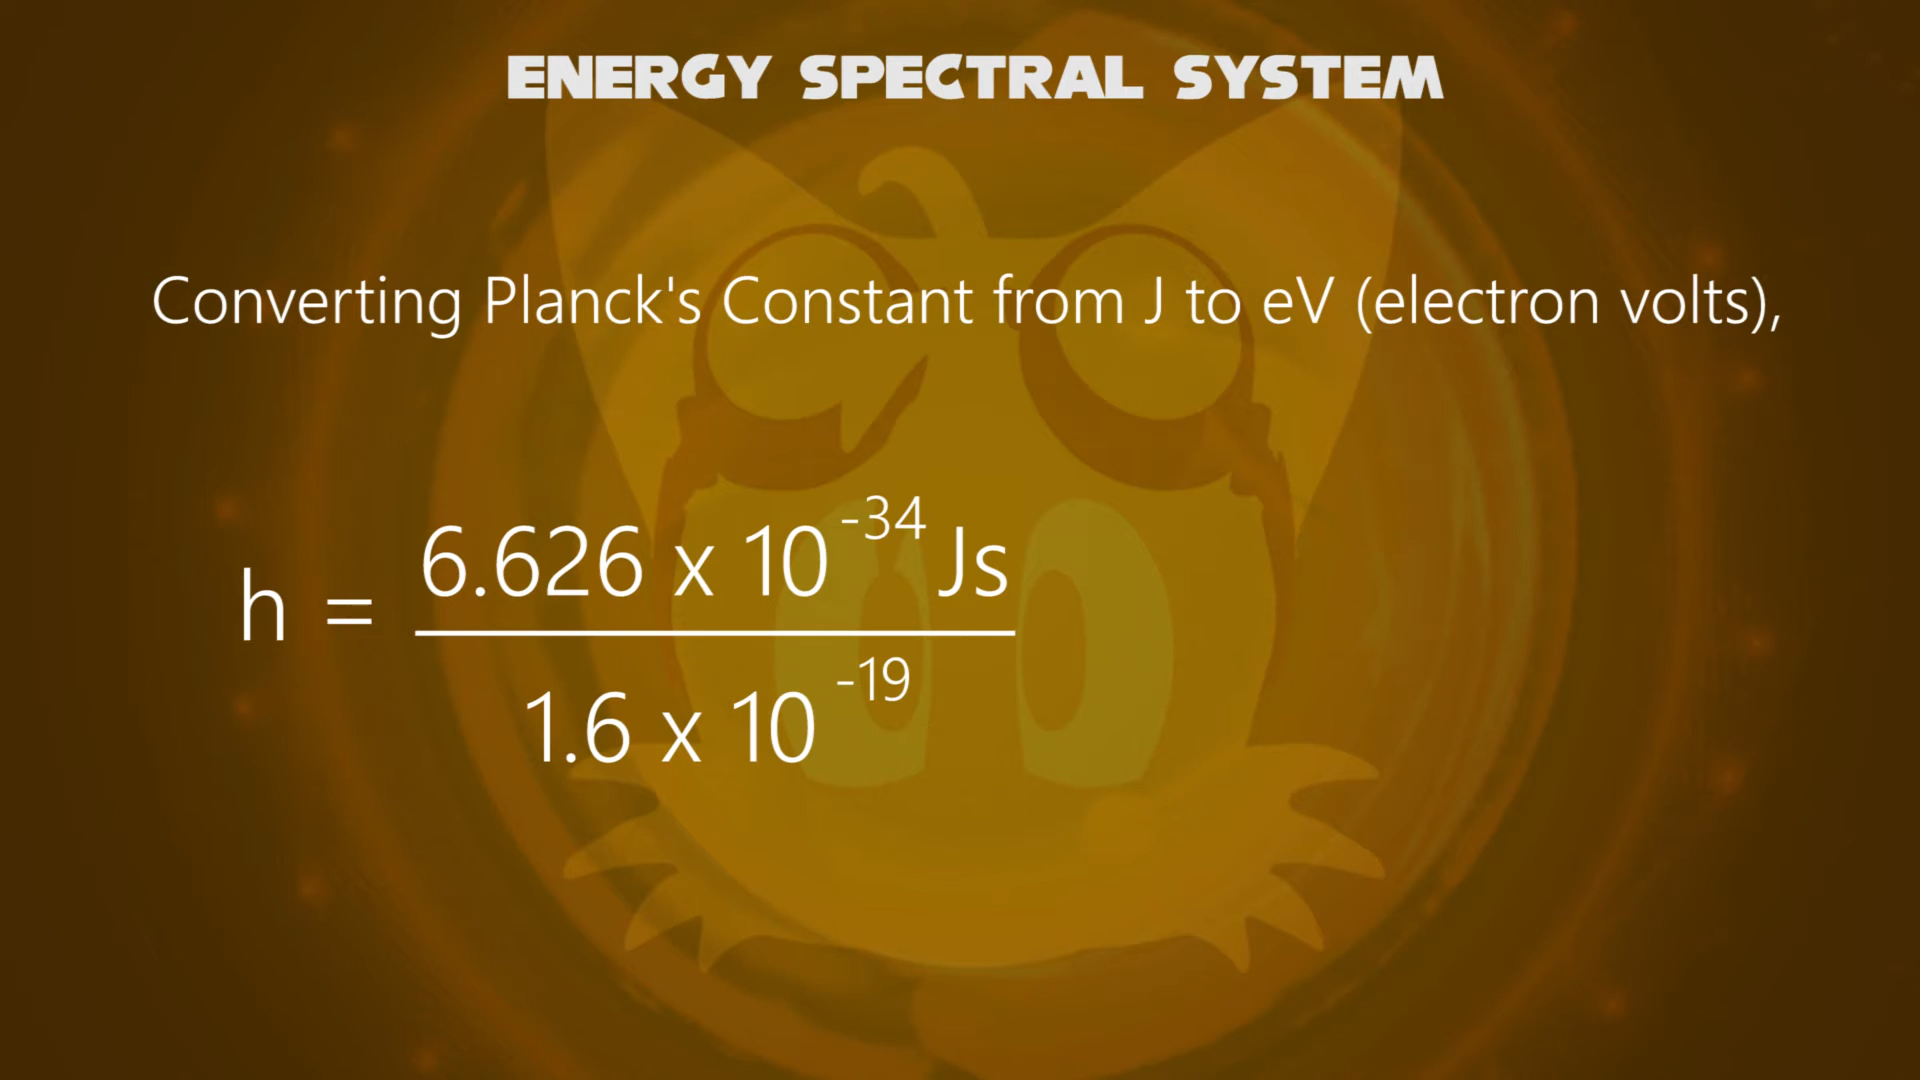 ENERGY SPECTRAL SYSTEM
Converting Planck's Constant from J to eV (electron volts),
h = 6.626 x 10⁻³⁴ Js
1.6 x 10⁻¹⁹